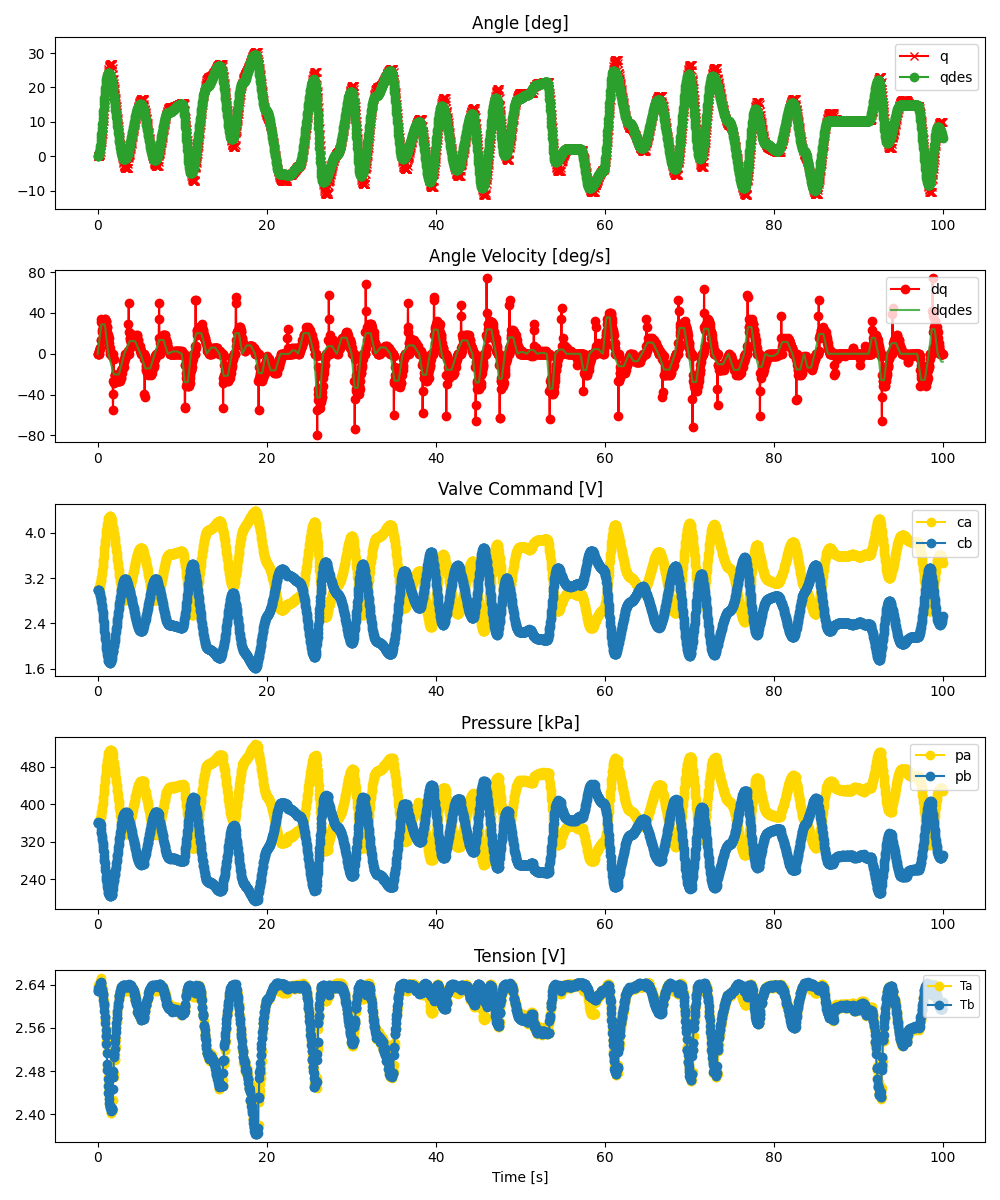 Angle [deg]
30
20
10
0
−10
q
qdes
0 20 40 60 80 100
Angle Velocity [deg/s]
80
40
0
−40
−80
dq
dqdes
0 20 40 60 80 100
Valve Command [V]
4.0
3.2
2.4
1.6
ca
cb
0 20 40 60 80 100
Pressure [kPa]
480
400
320
240
pa
pb
0 20 40 60 80 100
Tension [V]
2.64
2.56
2.48
2.40
Ta
Tb
0 20 40 60 80 100
Time [s]